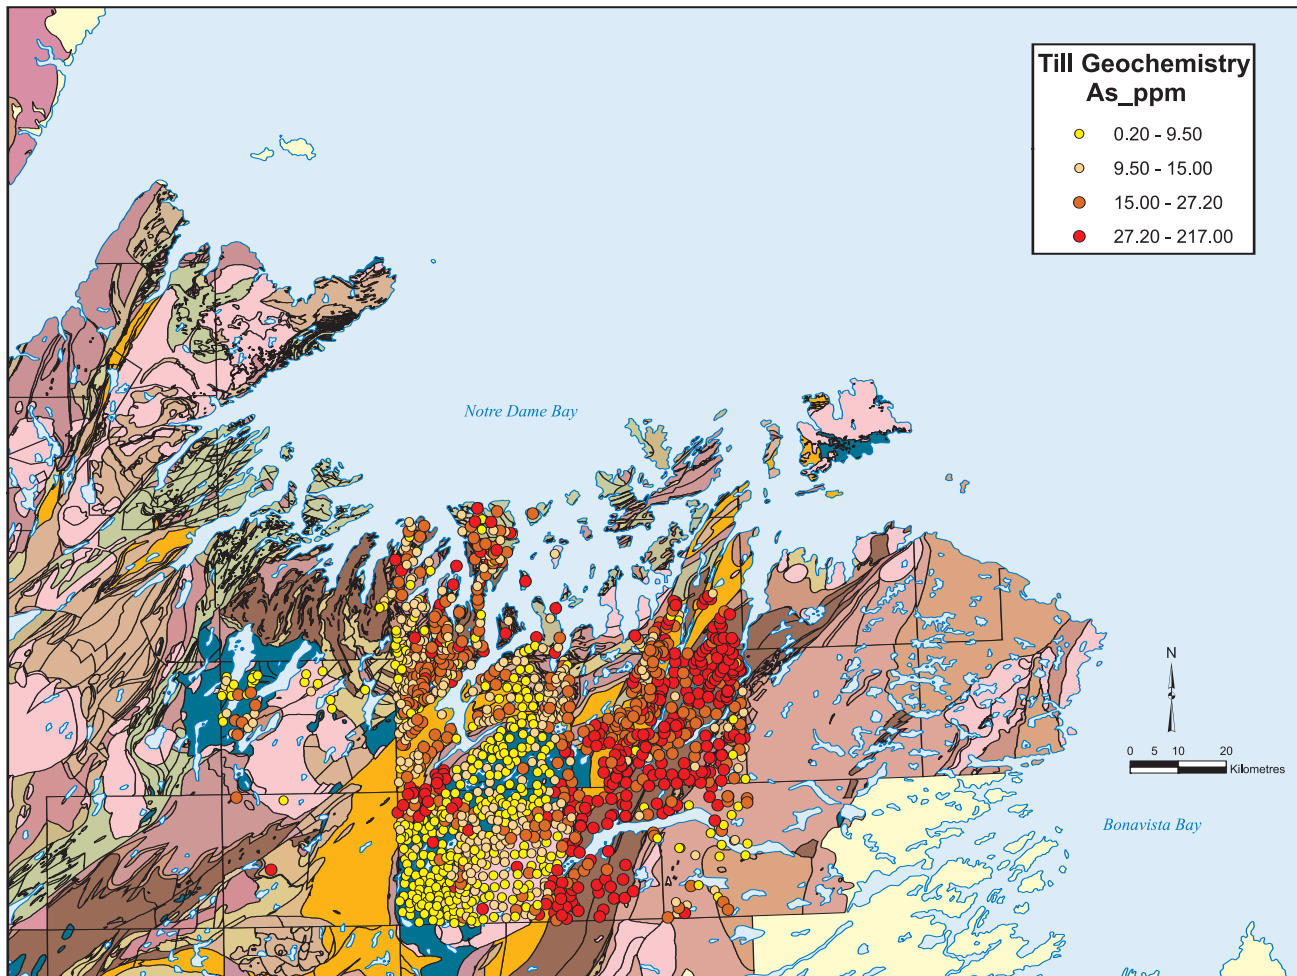 Till Geochemistry
As_ppm
0.20 - 9.50
9.50 - 15.00
15.00 - 27.20
27.20 - 217.00
Notre Dame Bay
N
0 5 10 20
Kilometres
Bonavista Bay